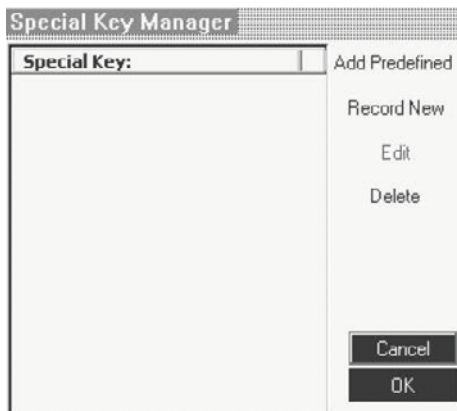 Special Key Manager
Special Key:
Add Predefined
Record New
Edit
Delete
Cancel
OK